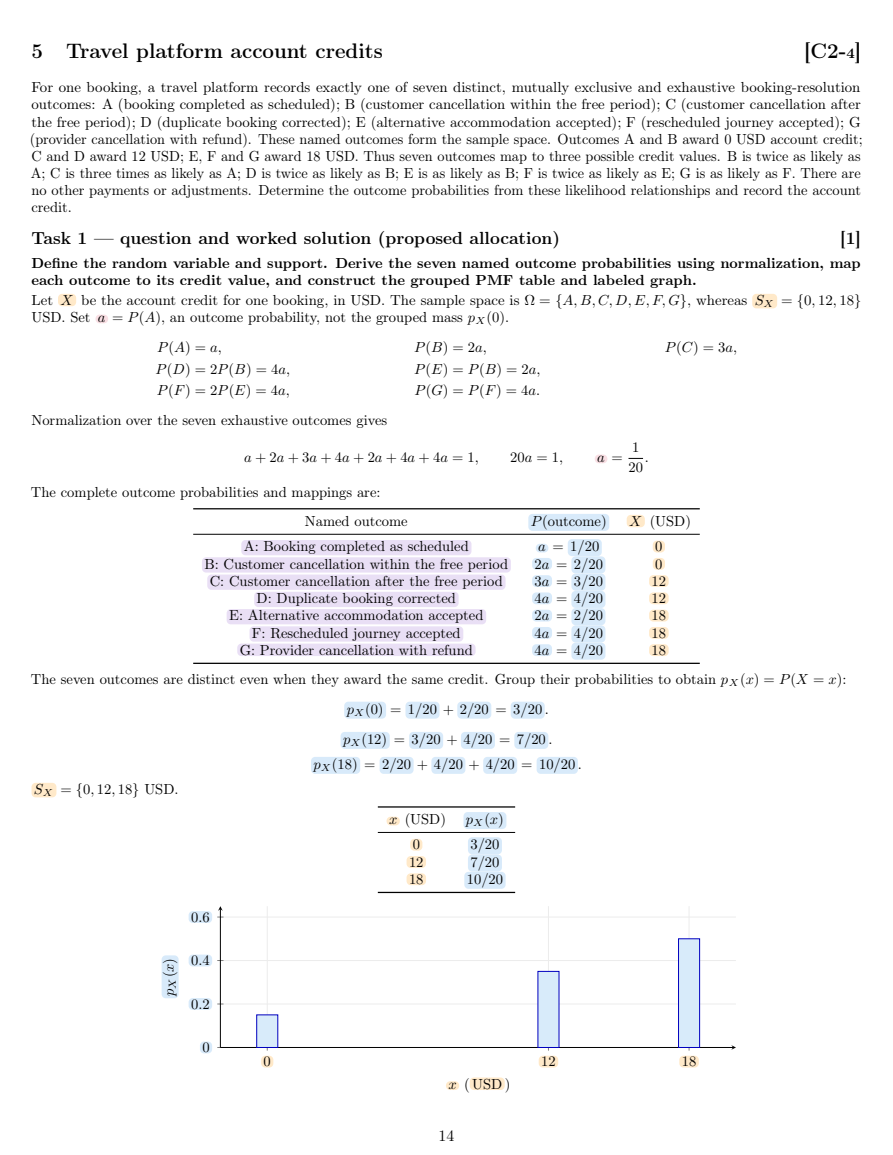 5 Travel platform account credits [C2-4]
For one booking, a travel platform records exactly one of seven distinct, mutually exclusive and exhaustive booking-resolution
outcomes: A (booking completed as scheduled); B (customer cancellation within the free period); C (customer cancellation after
the free period); D (duplicate booking corrected); E (alternative accommodation accepted); F (rescheduled journey accepted); G
(provider cancellation with refund). These named outcomes form the sample space. Outcomes A and B award 0 USD account credit;
C and D award 12 USD; E, F and G award 18 USD. Thus seven outcomes map to three possible credit values. B is twice as likely as
A; C is three times as likely as A; D is twice as likely as B; E is as likely as B; F is twice as likely as E; G is as likely as F. There are
no other payments or adjustments. Determine the outcome probabilities from these likelihood relationships and record the account
credit.
Task 1 — question and worked solution (proposed allocation) [1]
Define the random variable and support. Derive the seven named outcome probabilities using normalization, map
each outcome to its credit value, and construct the grouped PMF table and labeled graph.
Let X be the account credit for one booking, in USD. The sample space is Ω = {A, B, C, D, E, F, G}, whereas S_X = {0, 12, 18}
USD. Set a = P(A), an outcome probability, not the grouped mass p_X(0).
P(A) = a, P(B) = 2a, P(C) = 3a,
P(D) = 2P(B) = 4a, P(E) = P(B) = 2a,
P(F) = 2P(E) = 4a, P(G) = P(F) = 4a.
Normalization over the seven exhaustive outcomes gives
a + 2a + 3a + 4a + 2a + 4a + 4a = 1, 20a = 1, a = 1/20.
The complete outcome probabilities and mappings are:
Named outcome P(outcome) X (USD)
A: Booking completed as scheduled a = 1/20 0
B: Customer cancellation within the free period 2a = 2/20 0
C: Customer cancellation after the free period 3a = 3/20 12
D: Duplicate booking corrected 4a = 4/20 12
E: Alternative accommodation accepted 2a = 2/20 18
F: Rescheduled journey accepted 4a = 4/20 18
G: Provider cancellation with refund 4a = 4/20 18
The seven outcomes are distinct even when they award the same credit. Group their probabilities to obtain p_X(x) = P(X = x):
p_X(0) = 1/20 + 2/20 = 3/20.
p_X(12) = 3/20 + 4/20 = 7/20.
p_X(18) = 2/20 + 4/20 + 4/20 = 10/20.
S_X = {0, 12, 18} USD.
x (USD) p_X(x)
0 3/20
12 7/20
18 10/20
0.6
0.4
0.2
0
p_X(x)
0 12 18
x (USD)
14